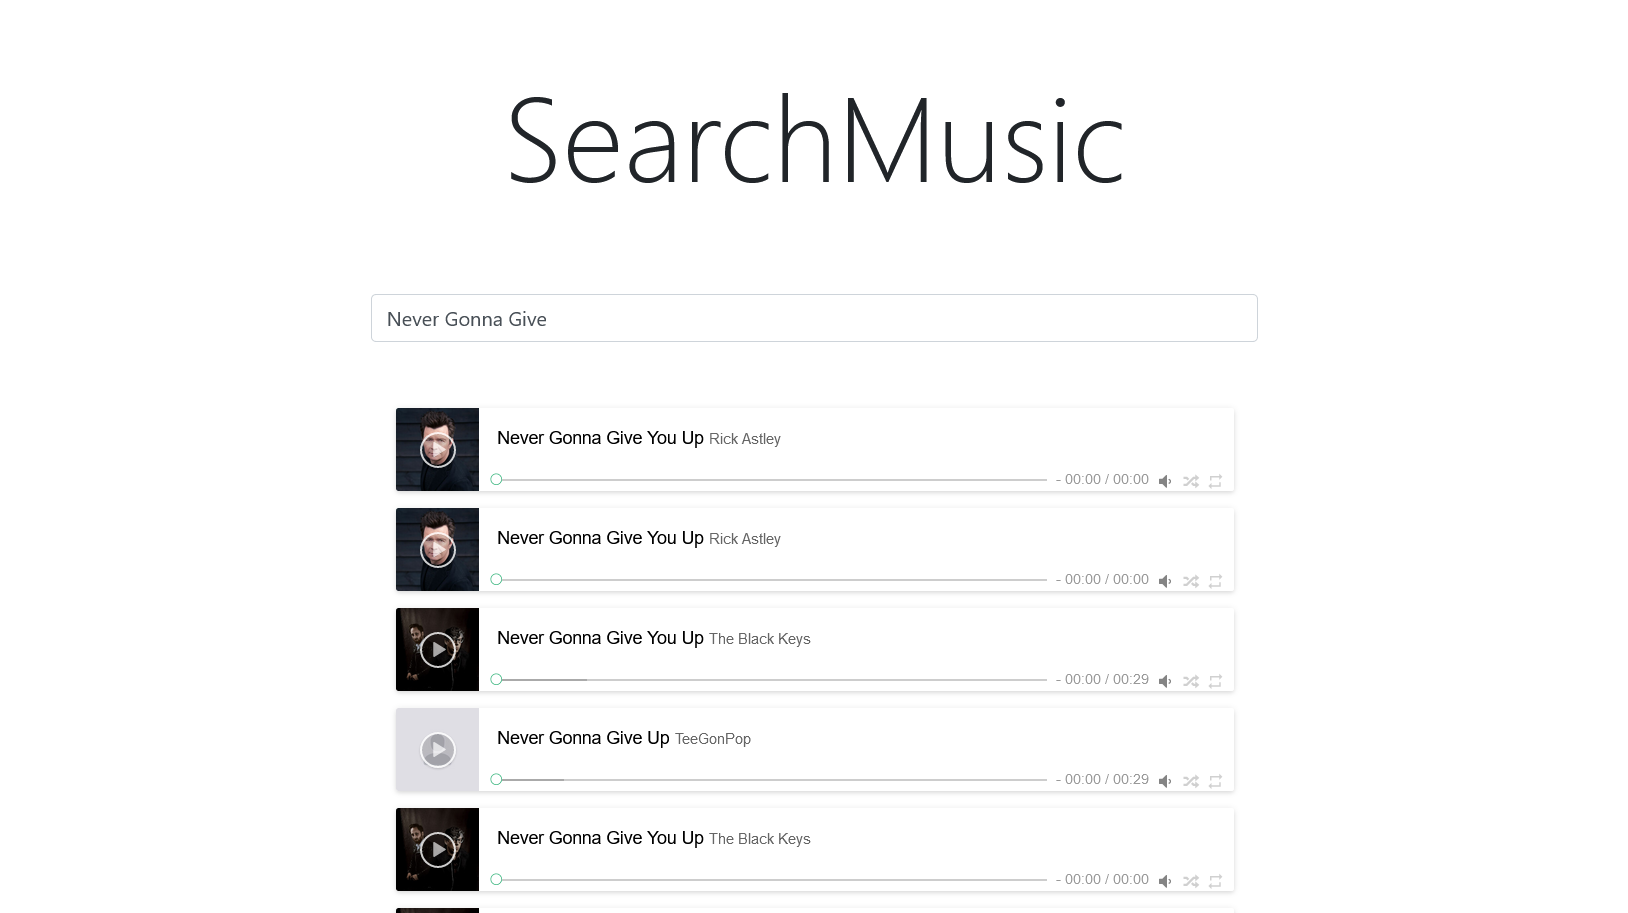 SearchMusic
Never Gonna Give
Never Gonna Give You Up Rick Astley
- 00:00 / 00:00
Never Gonna Give You Up Rick Astley
- 00:00 / 00:00
Never Gonna Give You Up The Black Keys
- 00:00 / 00:29
Never Gonna Give Up TeeGonPop
- 00:00 / 00:29
Never Gonna Give You Up The Black Keys
- 00:00 / 00:00